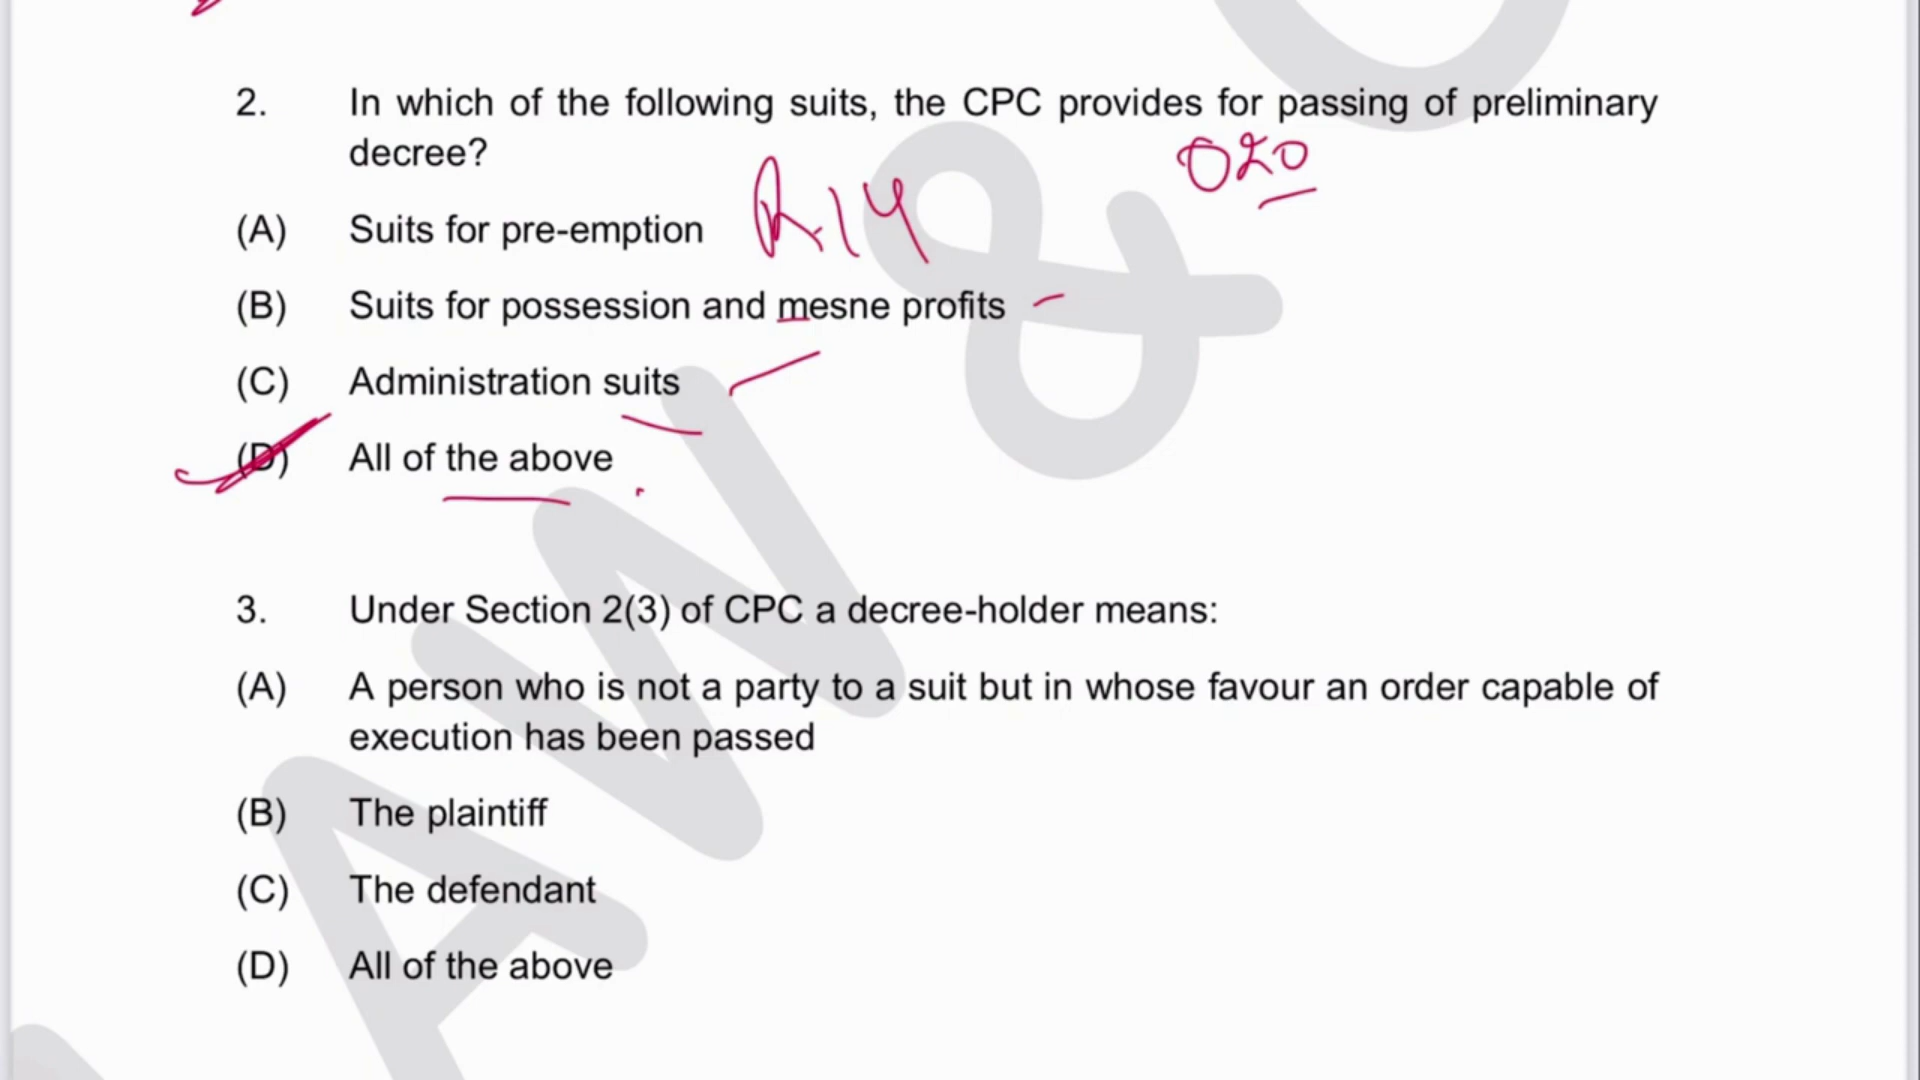 2. In which of the following suits, the CPC provides for passing of preliminary
decree?
O20
(A) Suits for pre-emption R.14
(B) Suits for possession and mesne profits
(C) Administration suits
(D) All of the above
3. Under Section 2(3) of CPC a decree-holder means:
(A) A person who is not a party to a suit but in whose favour an order capable of
execution has been passed
(B) The plaintiff
(C) The defendant
(D) All of the above